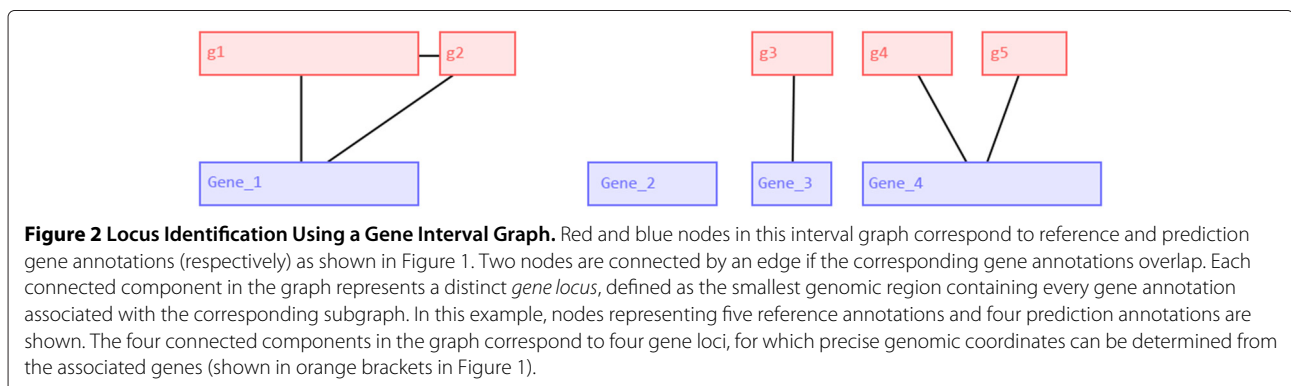 g1
g2
g3
g4
g5
Gene_1
Gene_2
Gene_3
Gene_4
Figure 2 Locus Identification Using a Gene Interval Graph. Red and blue nodes in this interval graph correspond to reference and prediction
gene annotations (respectively) as shown in Figure 1. Two nodes are connected by an edge if the corresponding gene annotations overlap. Each
connected component in the graph represents a distinct gene locus, defined as the smallest genomic region containing every gene annotation
associated with the corresponding subgraph. In this example, nodes representing five reference annotations and four prediction annotations are
shown. The four connected components in the graph correspond to four gene loci, for which precise genomic coordinates can be determined from
the associated genes (shown in orange brackets in Figure 1).